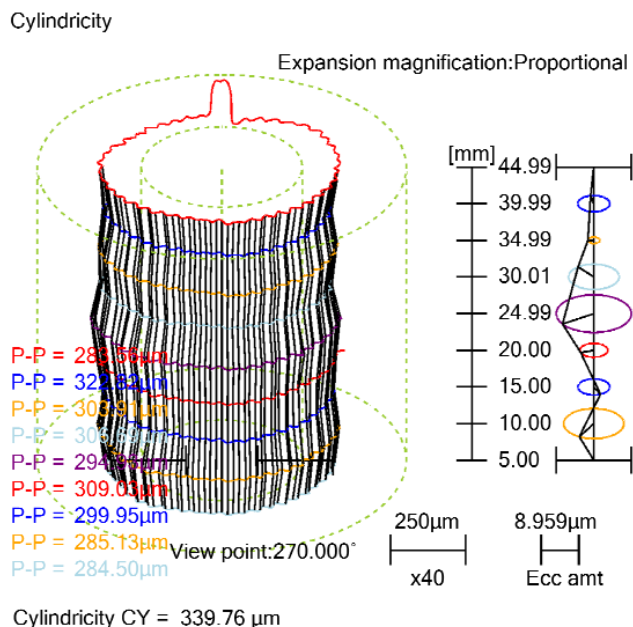 Cylindricity
Expansion magnification:Proportional
[mm]
44.99
39.99
34.99
30.01
24.99
20.00
15.00
10.00
5.00
P-P = 283.56µm
P-P = 322.82µm
P-P = 303.91µm
P-P =
P-P = 294.95µm
P-P = 309.03µm
P-P = 299.95µm
P-P = 285.13µm
P-P = 284.50µm
View point:270.000°
250µm
x40
8.959µm
Ecc amt
Cylindricity CY = 339.76 µm